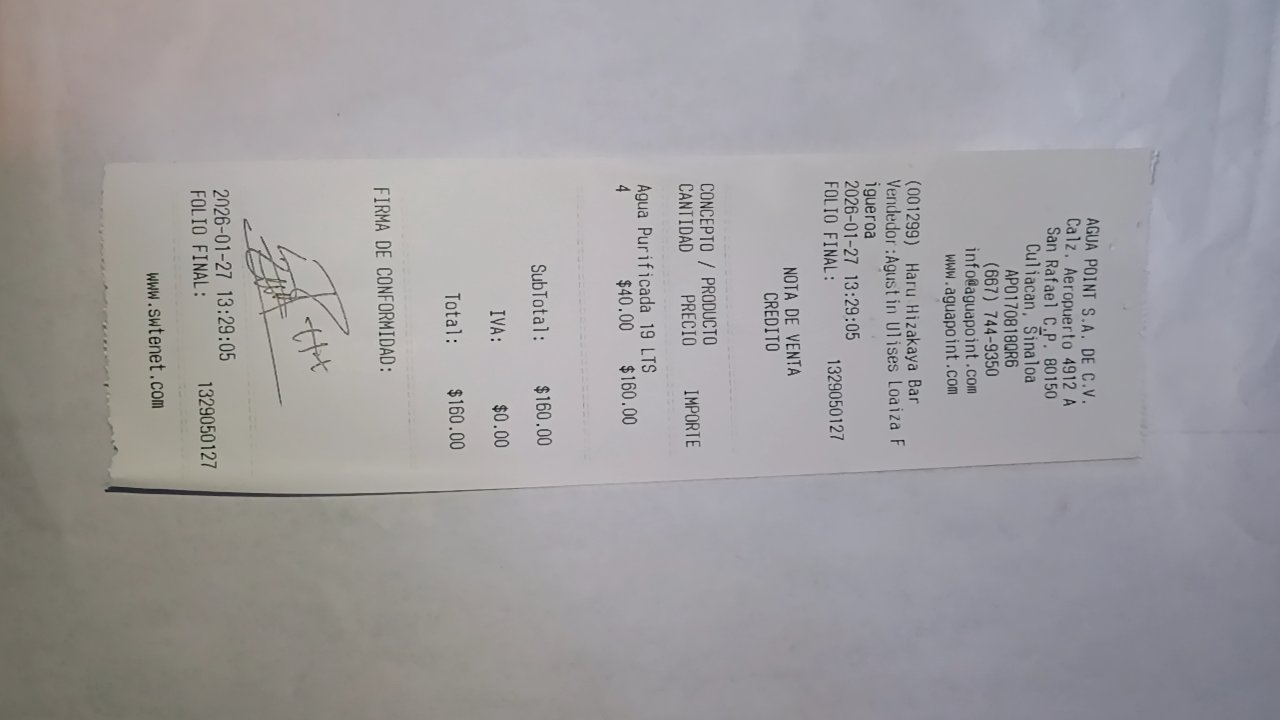 AGUA POINT S.A. DE C.V.
Calz. Aeropuerto 4912 A
San Rafael C.P. 80150
Culiacan, Sinaloa
APO170818QR6
(667) 744-9350
info@aguapoint.com
www.aguapoint.com
(001299) Haru Hizakaya Bar
Vendedor:Agustin Ulises Loaiza F
igueroa
2026-01-27 13:29:05
FOLIO FINAL: 1329050127
NOTA DE VENTA
CREDITO
CONCEPTO / PRODUCTO
CANTIDAD PRECIO IMPORTE
Agua Purificada 19 LTS
4 $40.00 $160.00
SubTotal: $160.00
IVA: $0.00
Total: $160.00
FIRMA DE CONFORMIDAD:
2026-01-27 13:29:05
FOLIO FINAL: 1329050127
www.swtenet.com